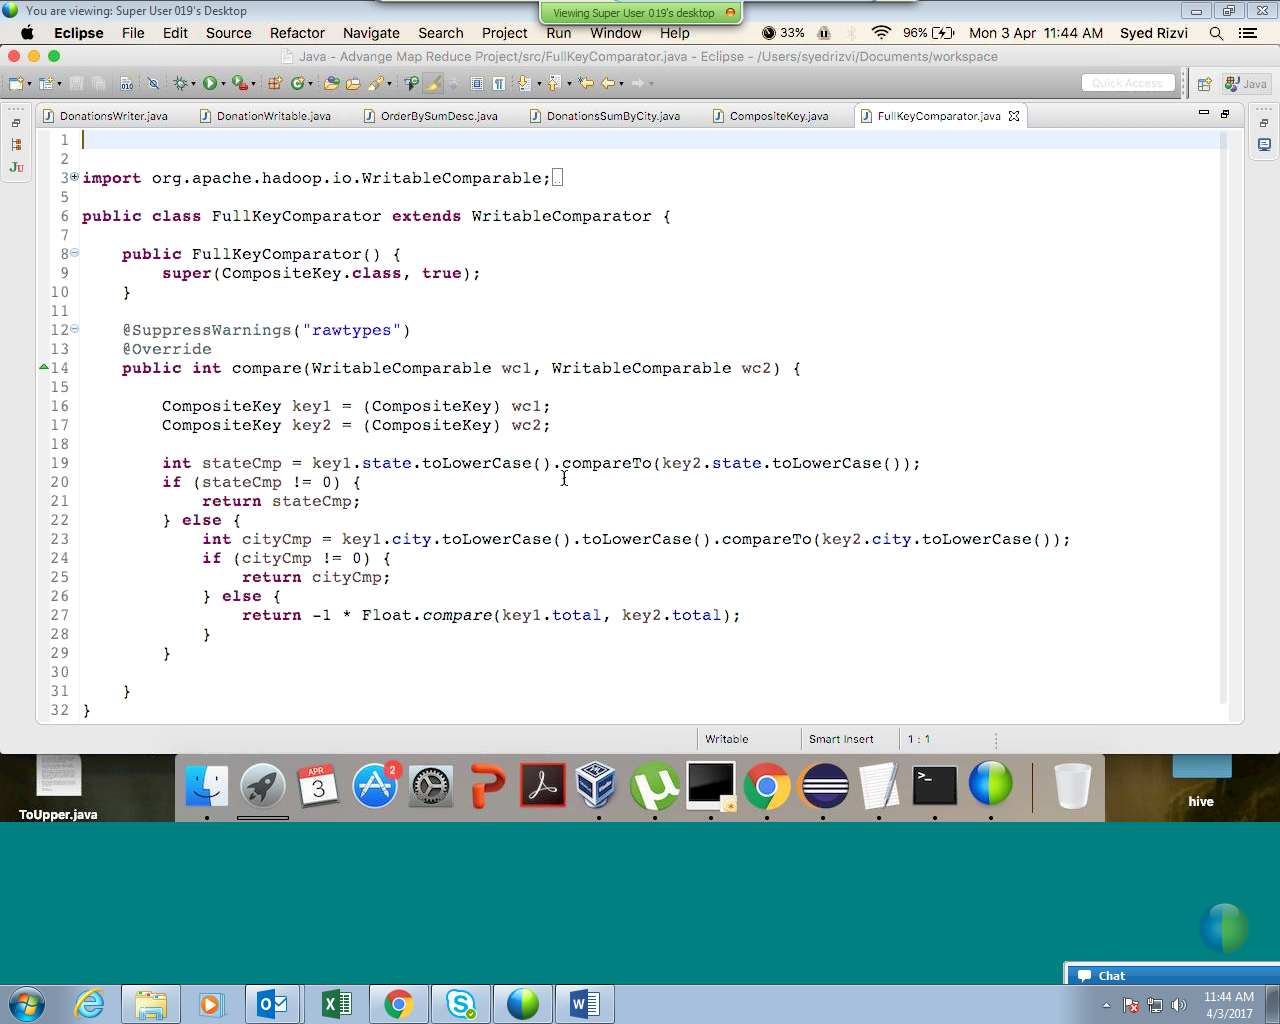 You are viewing: Super User 019's Desktop
Viewing Super User 019's desktop
Eclipse File Edit Source Refactor Navigate Search Project Run Window Help 33% 96% Mon 3 Apr 11:44 AM Syed Rizvi
Java - Advange Map Reduce Project/src/FullKeyComparator.java - Eclipse - /Users/syedrizvi/Documents/workspace
Quick Access Java
DonationsWriter.java DonationWritable.java OrderBySumDesc.java DonationsSumByCity.java CompositeKey.java FullKeyComparator.java
1
2
3 import org.apache.hadoop.io.WritableComparable;
5
6 public class FullKeyComparator extends WritableComparator {
7
8 public FullKeyComparator() {
9 super(CompositeKey.class, true);
10 }
11
12 @SuppressWarnings("rawtypes")
13 @Override
14 public int compare(WritableComparable wc1, WritableComparable wc2) {
15
16 CompositeKey key1 = (CompositeKey) wc1;
17 CompositeKey key2 = (CompositeKey) wc2;
18
19 int stateCmp = key1.state.toLowerCase().compareTo(key2.state.toLowerCase());
20 if (stateCmp != 0) {
21 return stateCmp;
22 } else {
23 int cityCmp = key1.city.toLowerCase().toLowerCase().compareTo(key2.city.toLowerCase());
24 if (cityCmp != 0) {
25 return cityCmp;
26 } else {
27 return -1 * Float.compare(key1.total, key2.total);
28 }
29 }
30
31 }
32 }
Writable Smart Insert 1 : 1
APR
3
2
ToUpper.java
hive
Chat
11:44 AM
4/3/2017